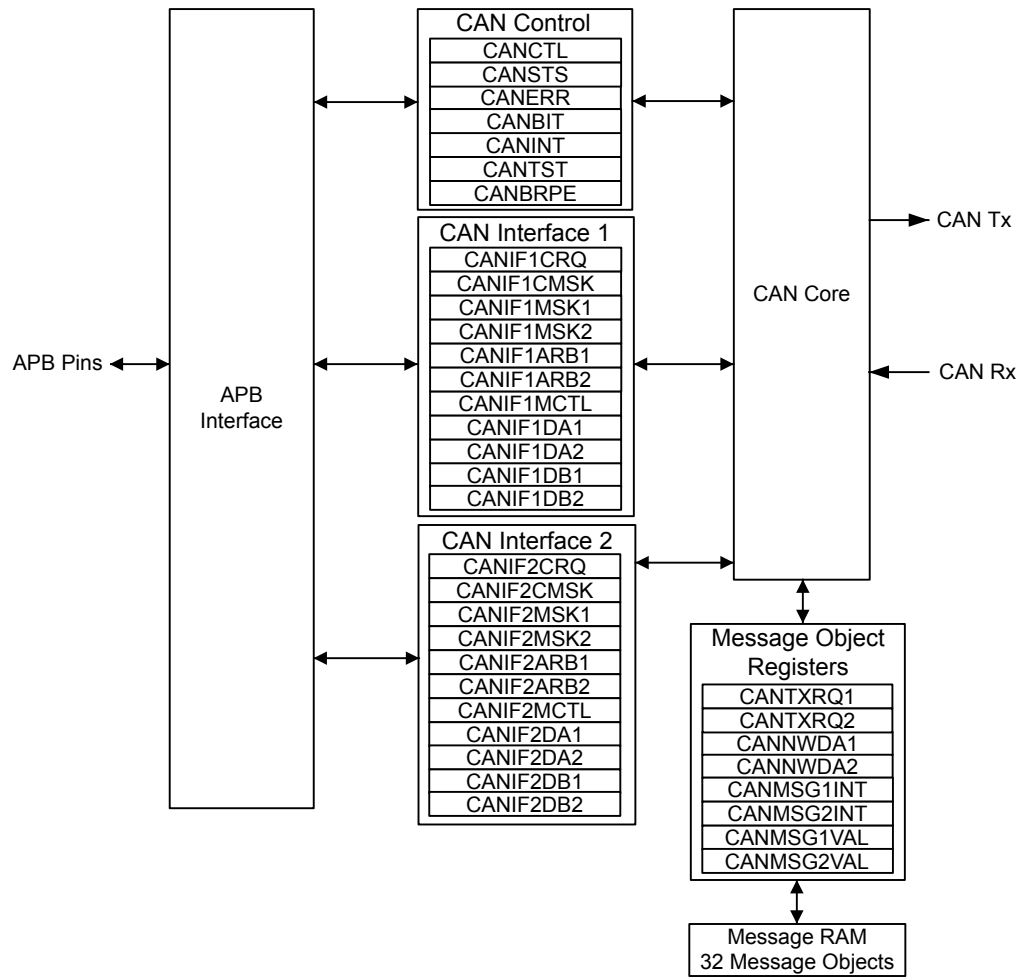 APB Pins
APB
Interface
CAN Control
CANCTL
CANSTS
CANERR
CANBIT
CANINT
CANTST
CANBRPE
CAN Interface 1
CANIF1CRQ
CANIF1CMSK
CANIF1MSK1
CANIF1MSK2
CANIF1ARB1
CANIF1ARB2
CANIF1MCTL
CANIF1DA1
CANIF1DA2
CANIF1DB1
CANIF1DB2
CAN Interface 2
CANIF2CRQ
CANIF2CMSK
CANIF2MSK1
CANIF2MSK2
CANIF2ARB1
CANIF2ARB2
CANIF2MCTL
CANIF2DA1
CANIF2DA2
CANIF2DB1
CANIF2DB2
CAN Core
CAN Tx
CAN Rx
Message Object
Registers
CANTXRQ1
CANTXRQ2
CANNWDA1
CANNWDA2
CANMSG1INT
CANMSG2INT
CANMSG1VAL
CANMSG2VAL
Message RAM
32 Message Objects